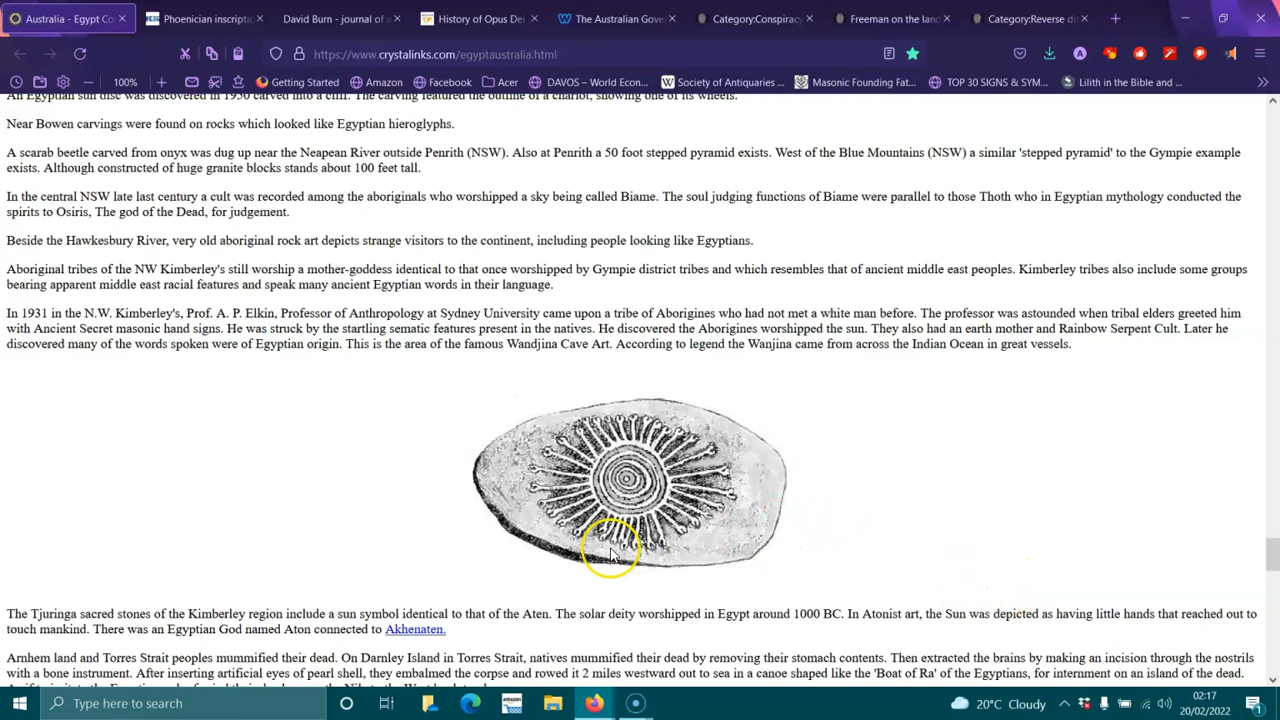 Australia - Egypt Co
Phoenician inscripti
David Burn - journal of a
History of Opus Dei
The Australian Gove
Category:Conspirac
Freeman on the lan
Category:Reverse d
https://www.crystalinks.com/egyptaustralia.html
100%
Getting Started
Amazon
Facebook
Acer
DAVOS – World Econ...
Society of Antiquaries ...
Masonic Founding Fat...
TOP 30 SIGNS & SYM...
Lilith in the Bible and ...
An Egyptian sun disc was discovered in 1950 carved into a cliff. The carving featured the outline of a chariot, showing one of its wheels.
Near Bowen carvings were found on rocks which looked like Egyptian hieroglyphs.
A scarab beetle carved from onyx was dug up near the Neapean River outside Penrith (NSW). Also at Penrith a 50 foot stepped pyramid exists. West of the Blue Mountains (NSW) a similar 'stepped pyramid' to the Gympie example
exists. Although constructed of huge granite blocks stands about 100 feet tall.
In the central NSW late last century a cult was recorded among the aboriginals who worshipped a sky being called Biame. The soul judging functions of Biame were parallel to those Thoth who in Egyptian mythology conducted the
spirits to Osiris, The god of the Dead, for judgement.
Beside the Hawkesbury River, very old aboriginal rock art depicts strange visitors to the continent, including people looking like Egyptians.
Aboriginal tribes of the NW Kimberley's still worship a mother-goddess identical to that once worshipped by Gympie district tribes and which resembles that of ancient middle east peoples. Kimberley tribes also include some groups
bearing apparent middle east racial features and speak many ancient Egyptian words in their language.
In 1931 in the N.W. Kimberley's, Prof. A. P. Elkin, Professor of Anthropology at Sydney University came upon a tribe of Aborigines who had not met a white man before. The professor was astounded when tribal elders greeted him
with Ancient Secret masonic hand signs. He was struck by the startling sematic features present in the natives. He discovered the Aborigines worshipped the sun. They also had an earth mother and Rainbow Serpent Cult. Later he
discovered many of the words spoken were of Egyptian origin. This is the area of the famous Wandjina Cave Art. According to legend the Wanjina came from across the Indian Ocean in great vessels.
The Tjuringa sacred stones of the Kimberley region include a sun symbol identical to that of the Aten. The solar deity worshipped in Egypt around 1000 BC. In Atonist art, the Sun was depicted as having little hands that reached out to
touch mankind. There was an Egyptian God named Aton connected to Akhenaten.
Arnhem land and Torres Strait peoples mummified their dead. On Darnley Island in Torres Strait, natives mummified their dead by removing their stomach contents. Then extracted the brains by making an incision through the nostrils
with a bone instrument. After inserting artificial eyes of pearl shell, they embalmed the corpse and rowed it 2 miles westward out to sea in a canoe shaped like the 'Boat of Ra' of the Egyptians, for internment on an island of the dead.
Type here to search
amazon
20°C Cloudy
02:17
20/02/2022